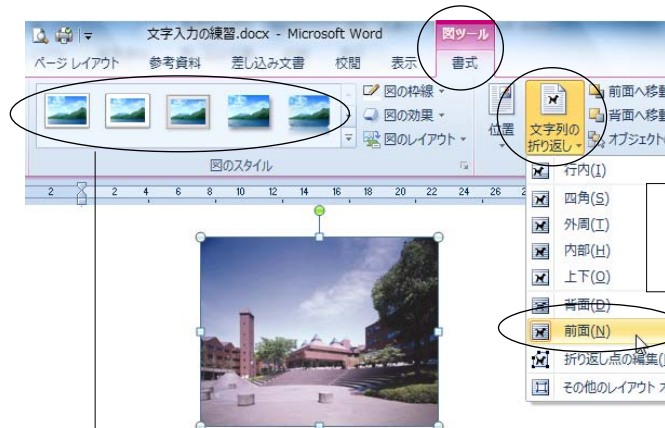 文字入力の練習.docx - Microsoft Word
図ツール
ページ レイアウト 参考資料 差し込み文書 校閲 表示 書式
図の枠線
図の効果
図のレイアウト
図のスタイル
位置
文字列の
折り返し
前面へ移動
背面へ移動
オブジェクト
2 2 4 6 8 10 12 14 16 18 20 22 24 26
行内(I)
四角(S)
外周(T)
内部(H)
上下(O)
背面(D)
前面(N)
折り返し点の編集(
その他のレイアウト オ